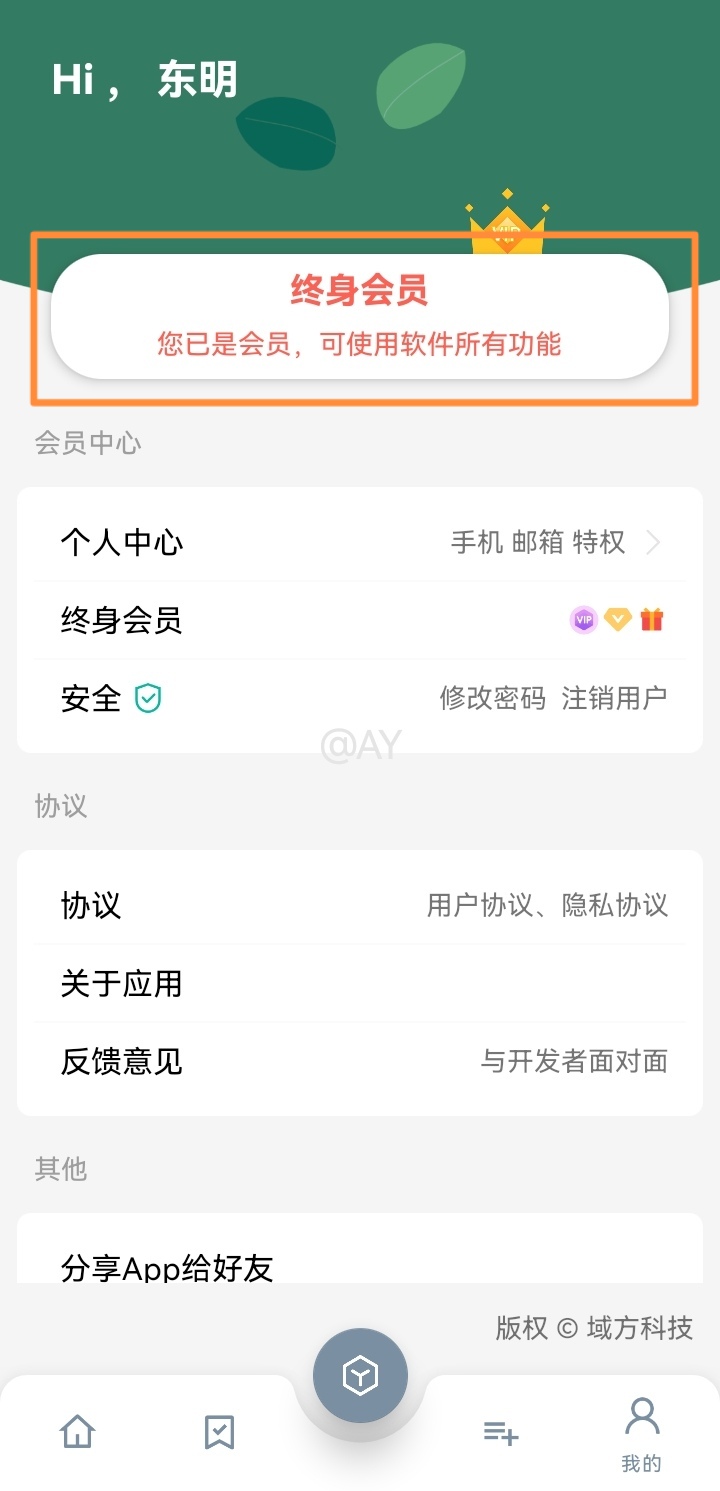 Hi ， 东明
VIP
终身会员
您已是会员，可使用软件所有功能
会员中心
个人中心 手机 邮箱 特权
终身会员 VIP
安全 修改密码 注销用户
@AY
协议
协议 用户协议、隐私协议
关于应用
反馈意见 与开发者面对面
其他
分享App给好友
版权 © 域方科技
我的